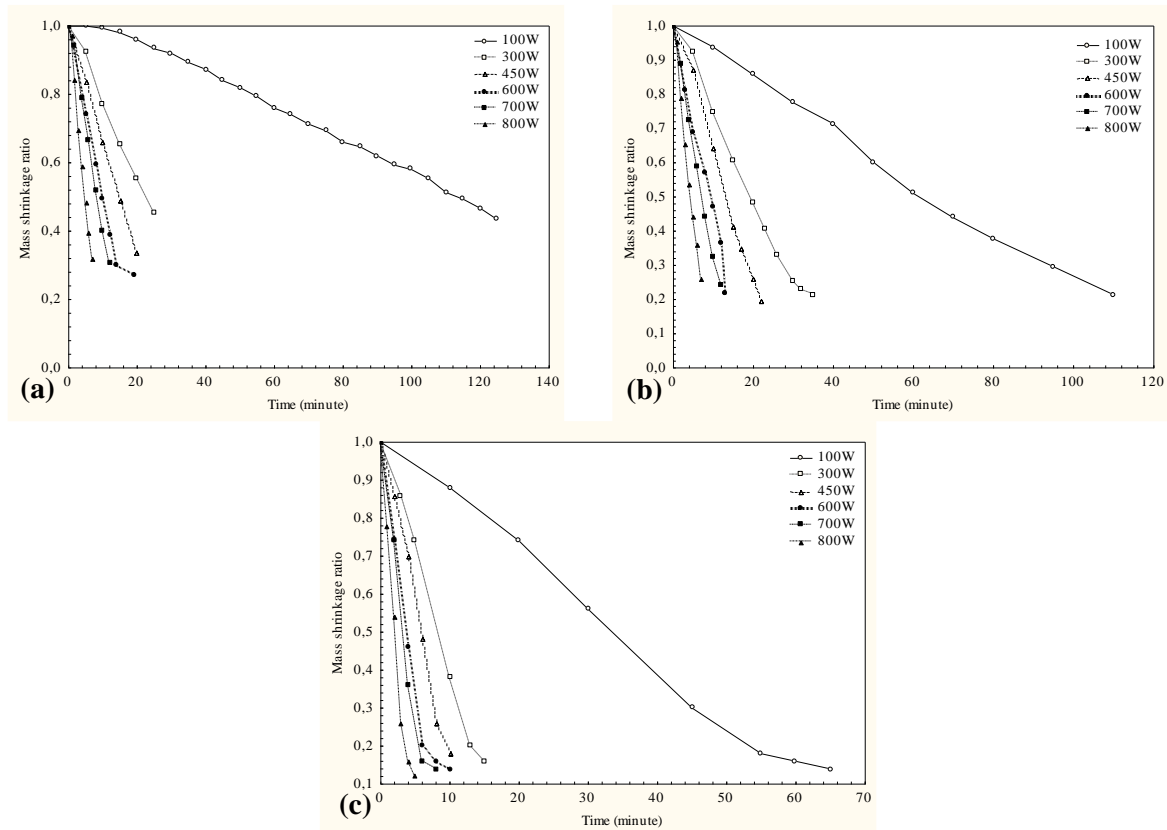 1,0
0,8
0,6
0,4
0,2
0,0
Mass shrinkage ratio
0 20 40 60 80 100 120 140
Time (minute)
100W
300W
450W
600W
700W
800W
(a)
1,0
0,9
0,8
0,7
0,6
0,5
0,4
0,3
0,2
0,1
0,0
Mass shrinkage ratio
0 20 40 60 80 100 120
Time (minute)
100W
300W
450W
600W
700W
800W
(b)
1,0
0,9
0,8
0,7
0,6
0,5
0,4
0,3
0,2
0,1
Mass shrinkage ratio
0 10 20 30 40 50 60 70
Time (minute)
100W
300W
450W
600W
700W
800W
(c)